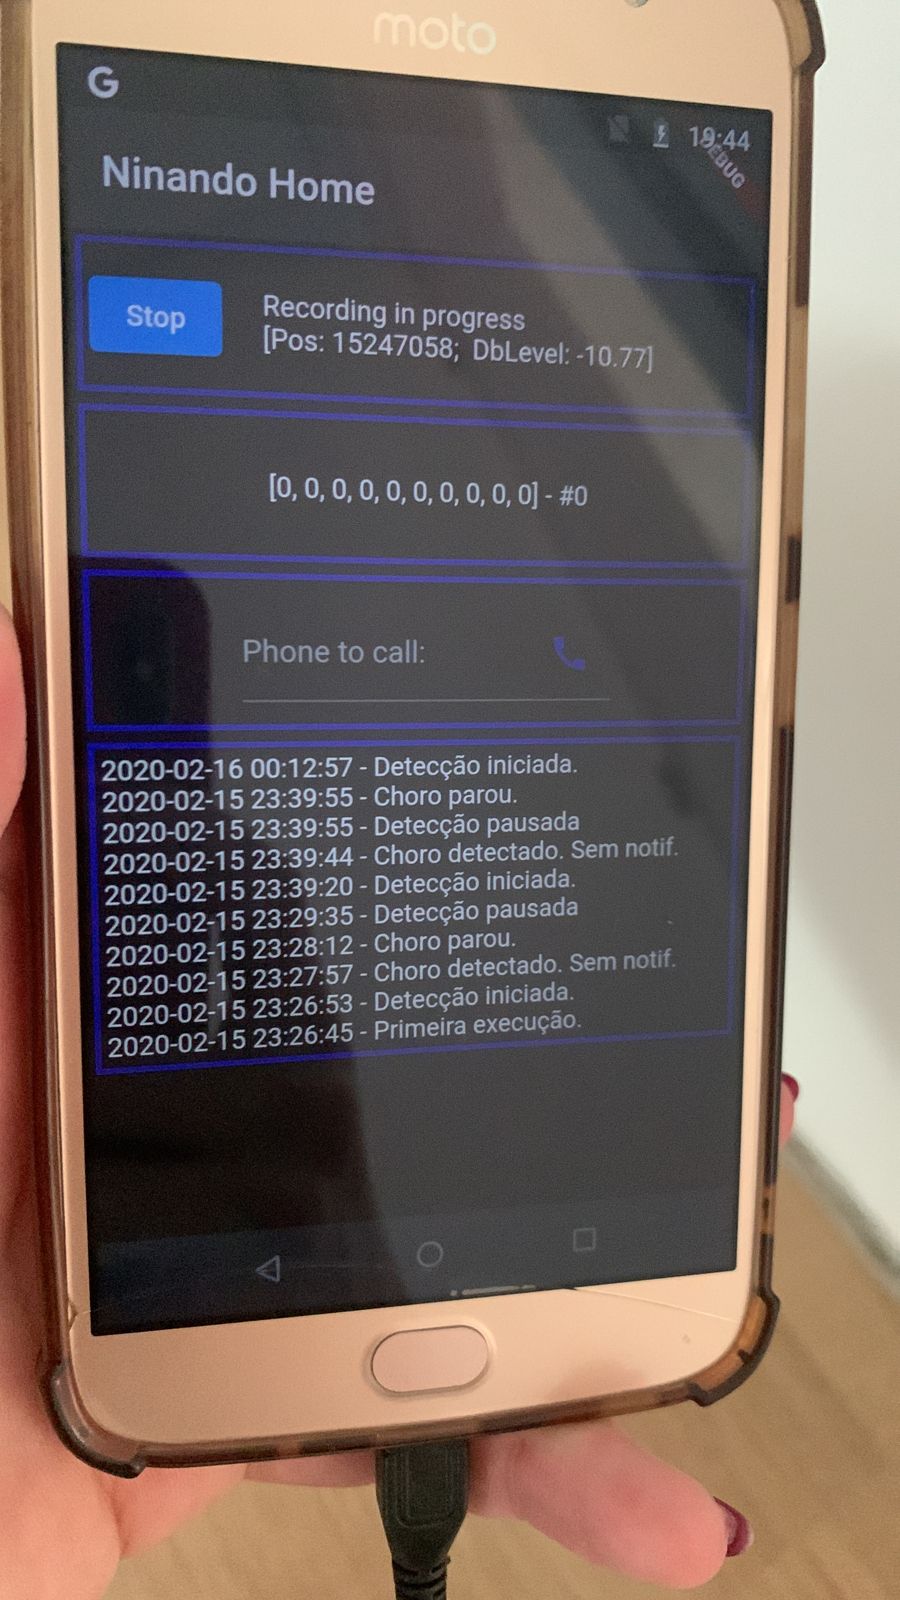 moto
G
19:44
DEBUG
Ninando Home
Stop
Recording in progress
[Pos: 15247058; DbLevel: -10.77]
[0, 0, 0, 0, 0, 0, 0, 0, 0, 0] - #0
Phone to call:
2020-02-16 00:12:57 - Detecção iniciada.
2020-02-15 23:39:55 - Choro parou.
2020-02-15 23:39:55 - Detecção pausada
2020-02-15 23:39:44 - Choro detectado. Sem notif.
2020-02-15 23:39:20 - Detecção iniciada.
2020-02-15 23:29:35 - Detecção pausada
2020-02-15 23:28:12 - Choro parou.
2020-02-15 23:27:57 - Choro detectado. Sem notif.
2020-02-15 23:26:53 - Detecção iniciada.
2020-02-15 23:26:45 - Primeira execução.